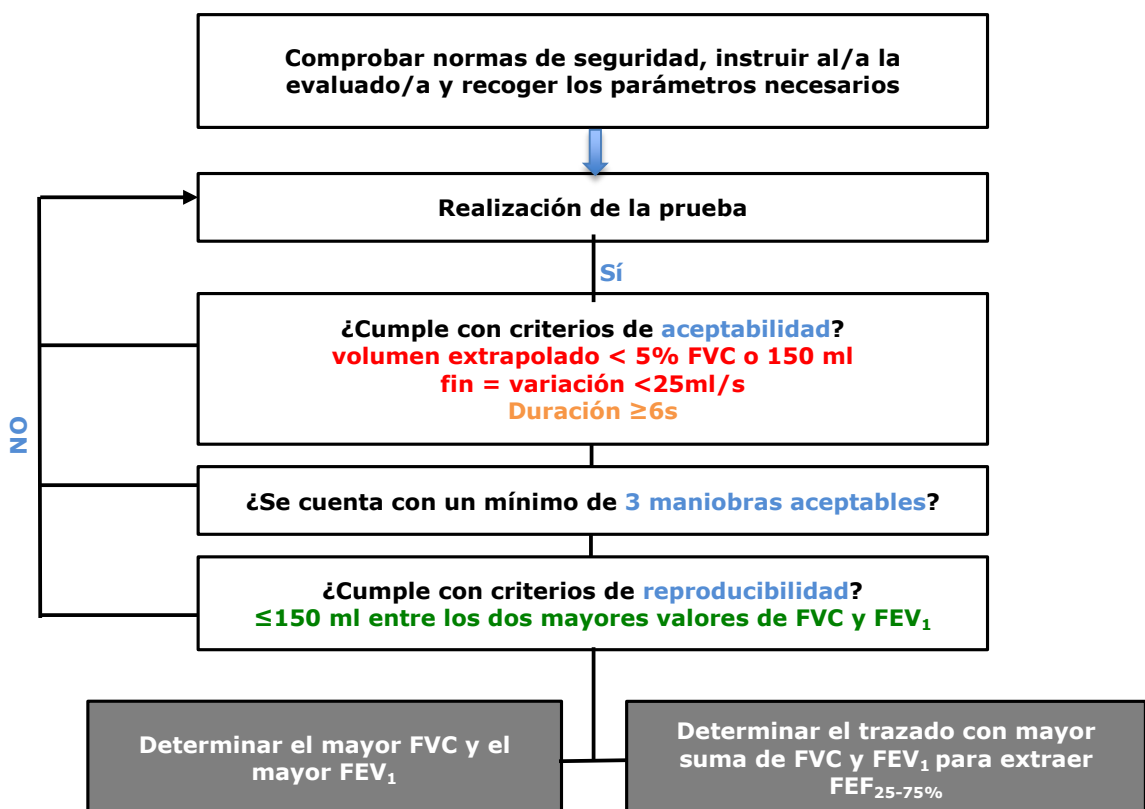 Comprobar normas de seguridad, instruir al/a la
evaluado/a y recoger los parámetros necesarios
Realización de la prueba
Sí
¿Cumple con criterios de aceptabilidad?
volumen extrapolado < 5% FVC o 150 ml
fin = variación <25ml/s
Duración ≥6s
NO
¿Se cuenta con un mínimo de 3 maniobras aceptables?
¿Cumple con criterios de reproducibilidad?
≤150 ml entre los dos mayores valores de FVC y FEV₁
Determinar el mayor FVC y el
mayor FEV₁
Determinar el trazado con mayor
suma de FVC y FEV₁ para extraer
FEF₂₅₋₇₅%